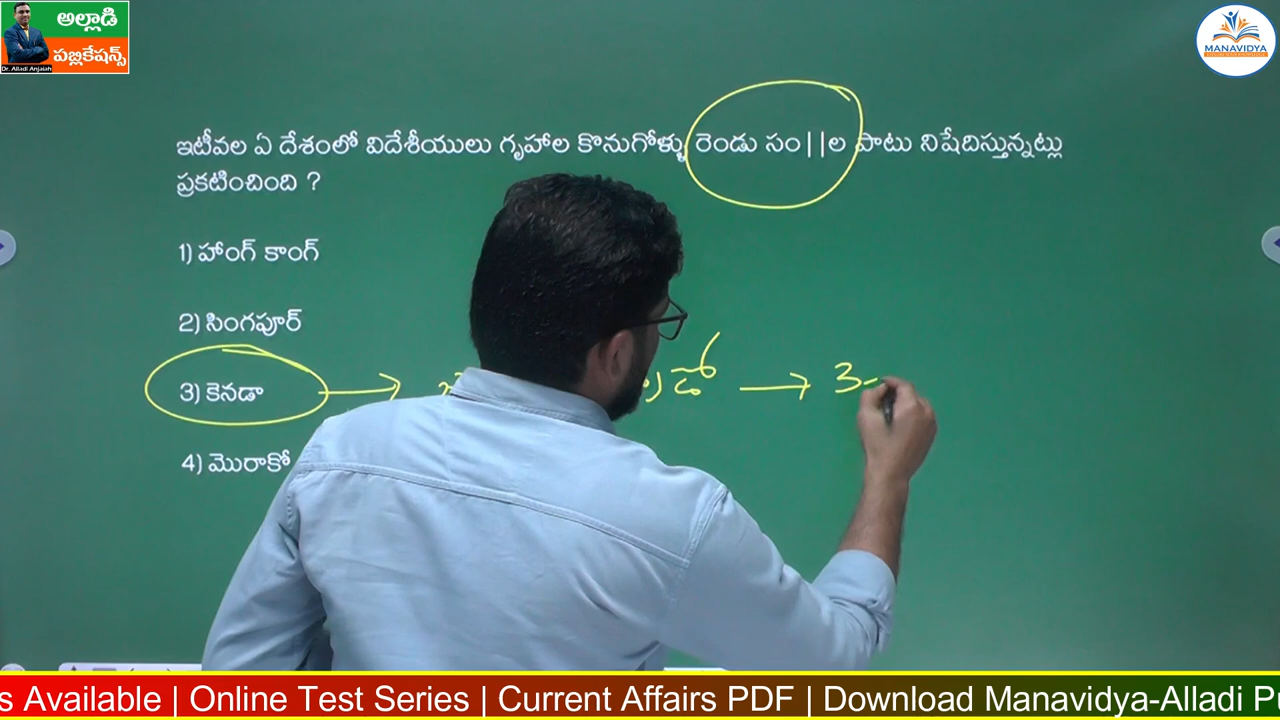 అల్లాడి
పబ్లికేషన్స్
Dr. Alladi Anjaiah
MANAVIDYA
ఇటీవల ఏ దేశంలో విదేశీయులు గృహాల కొనుగోళ్ళు రెండు సం||ల పాటు నిషేదిస్తున్నట్లు
ప్రకటించింది ?
1) హాంగ్ కాంగ్
2) సింగపూర్
3) కెనడా
3
4) మొరాకో
s Available | Online Test Series | Current Affairs PDF | Download Manavidya-Alladi Pu